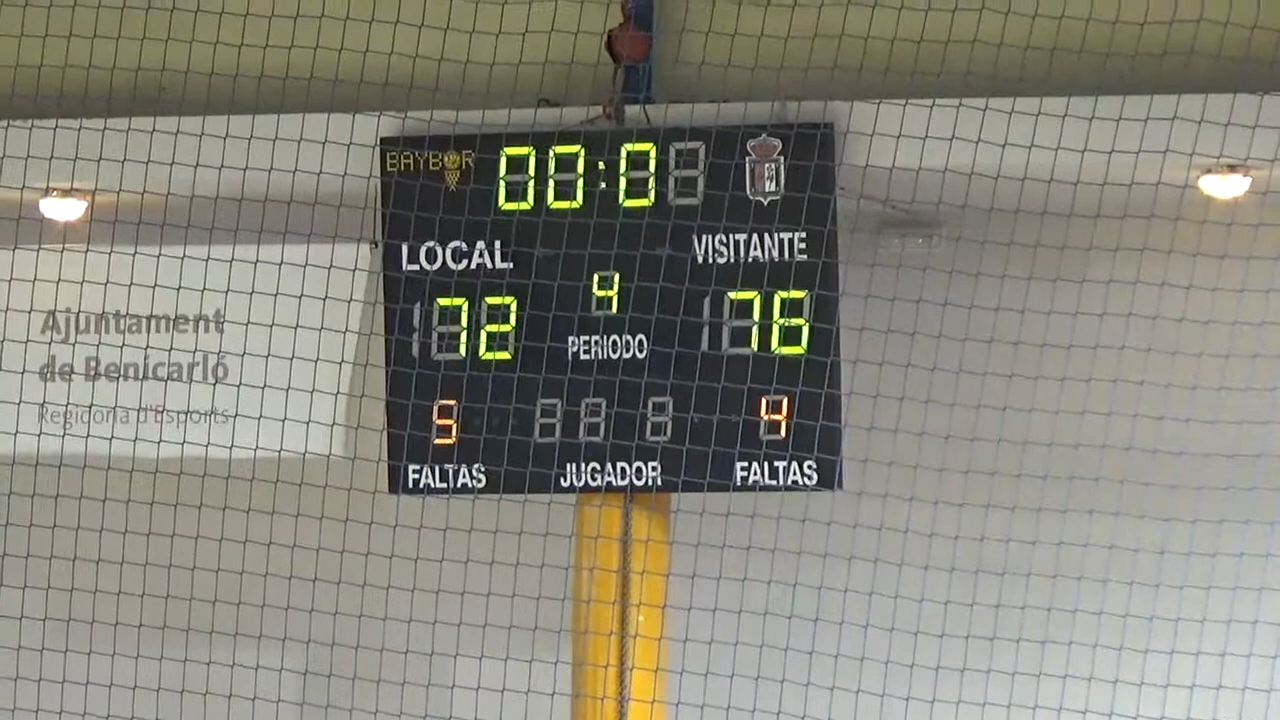 BAYBOR 00:0
LOCAL VISITANTE
72 4 76
PERIODO
5 4
FALTAS JUGADOR FALTAS
Ajuntament
de Benicarló
Regidoria d'Esports